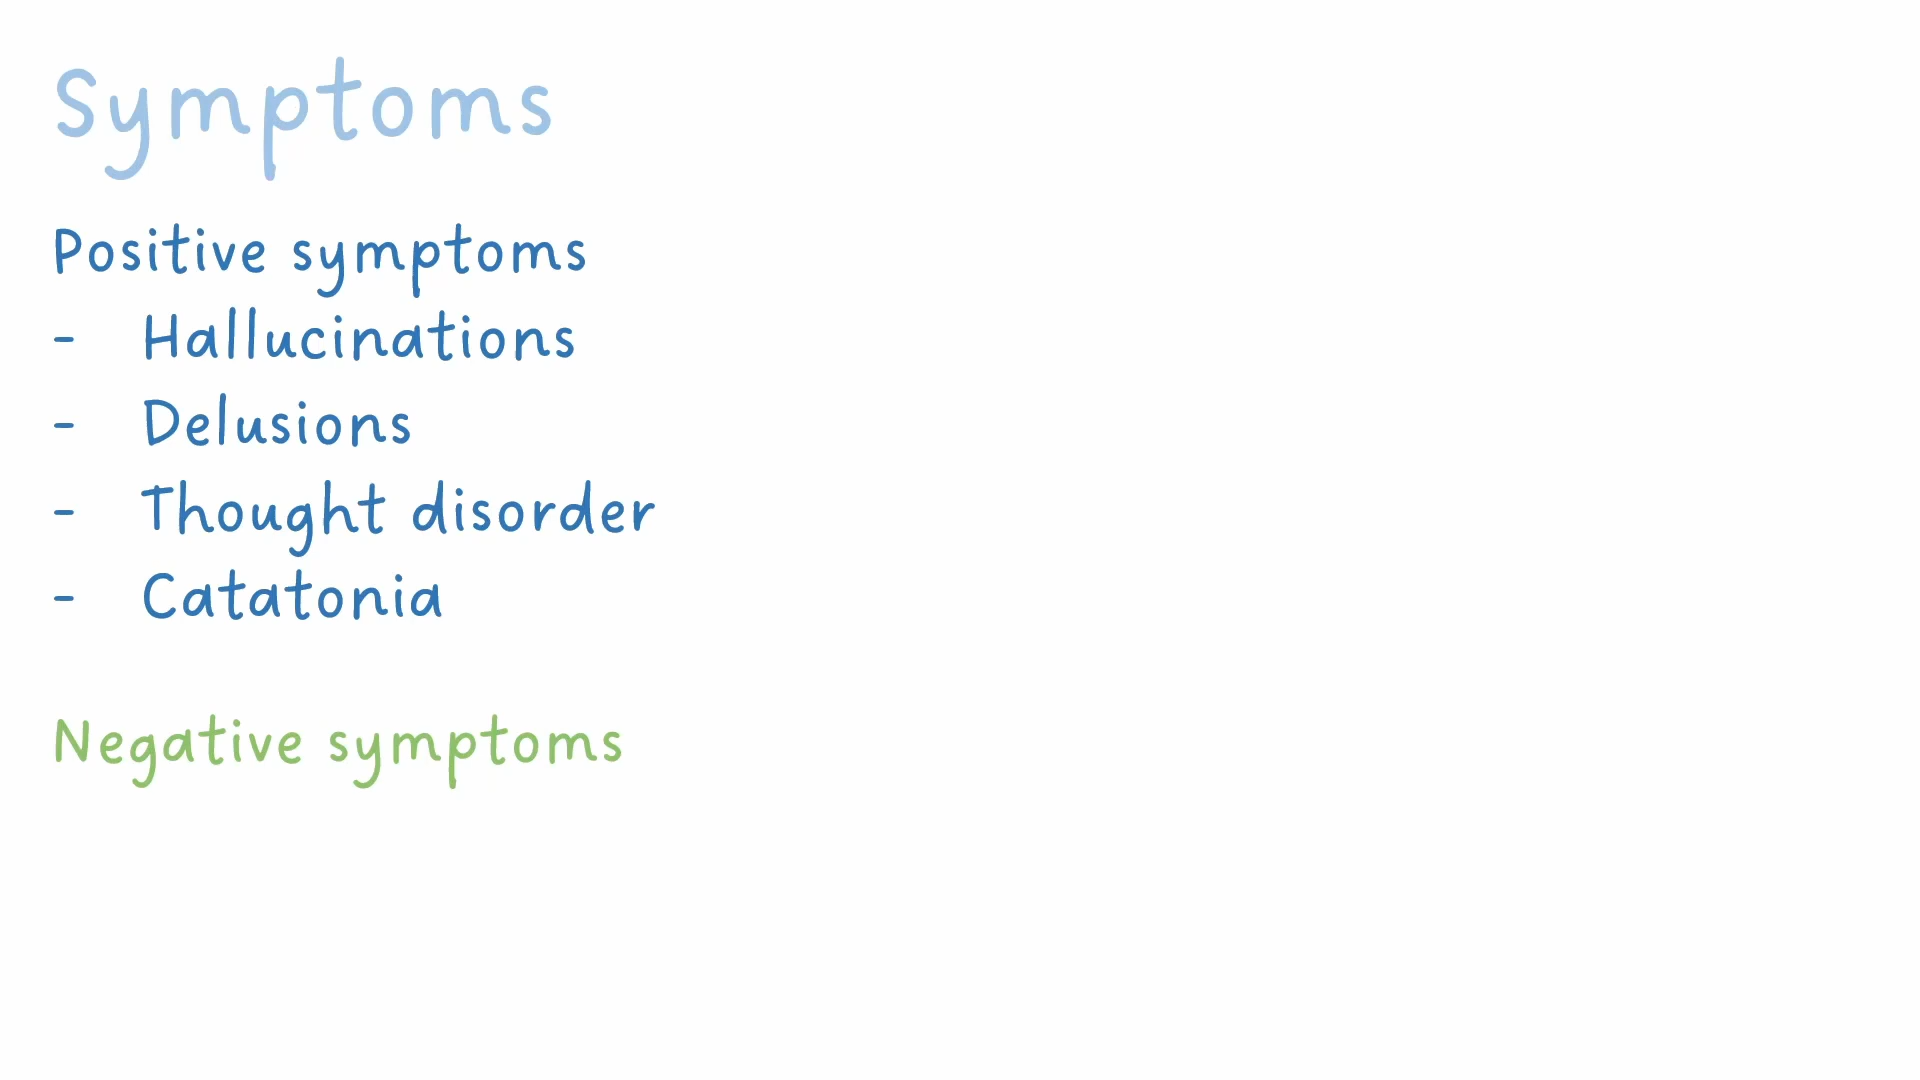 Symptoms
Positive symptoms
- Hallucinations
- Delusions
- Thought disorder
- Catatonia
Negative symptoms